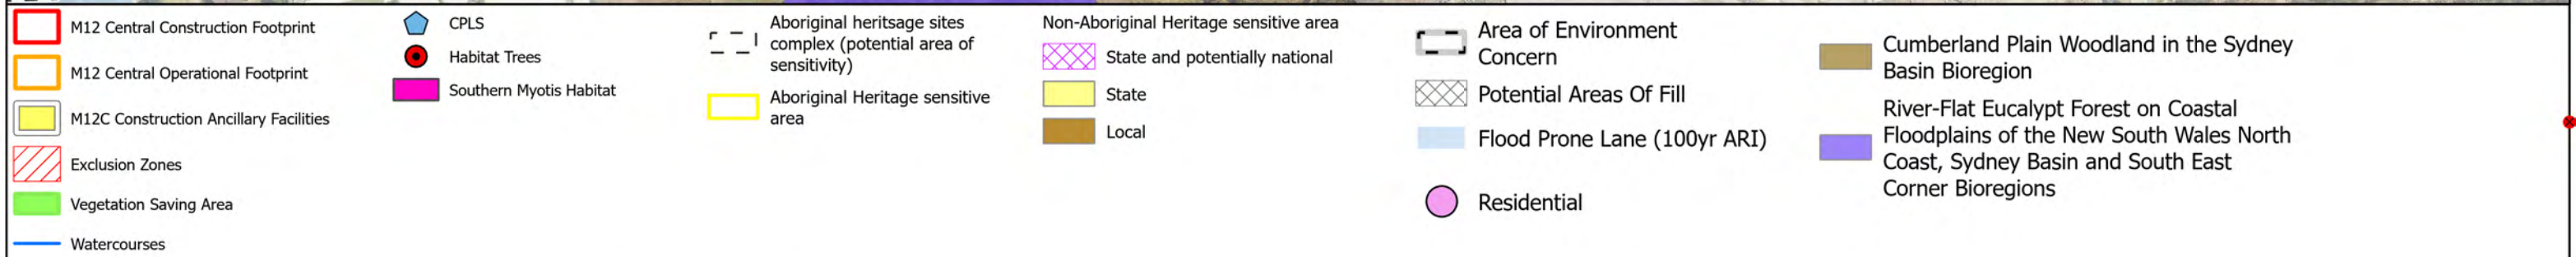 M12 Central Construction Footprint
M12 Central Operational Footprint
M12C Construction Ancillary Facilities
Exclusion Zones
Vegetation Saving Area
Watercourses
CPLS
Habitat Trees
Southern Myotis Habitat
Aboriginal heritsage sites
complex (potential area of
sensitivity)
Aboriginal Heritage sensitive
area
Non-Aboriginal Heritage sensitive area
State and potentially national
State
Local
Area of Environment
Concern
Potential Areas Of Fill
Flood Prone Lane (100yr ARI)
Residential
Cumberland Plain Woodland in the Sydney
Basin Bioregion
River-Flat Eucalypt Forest on Coastal
Floodplains of the New South Wales North
Coast, Sydney Basin and South East
Corner Bioregions